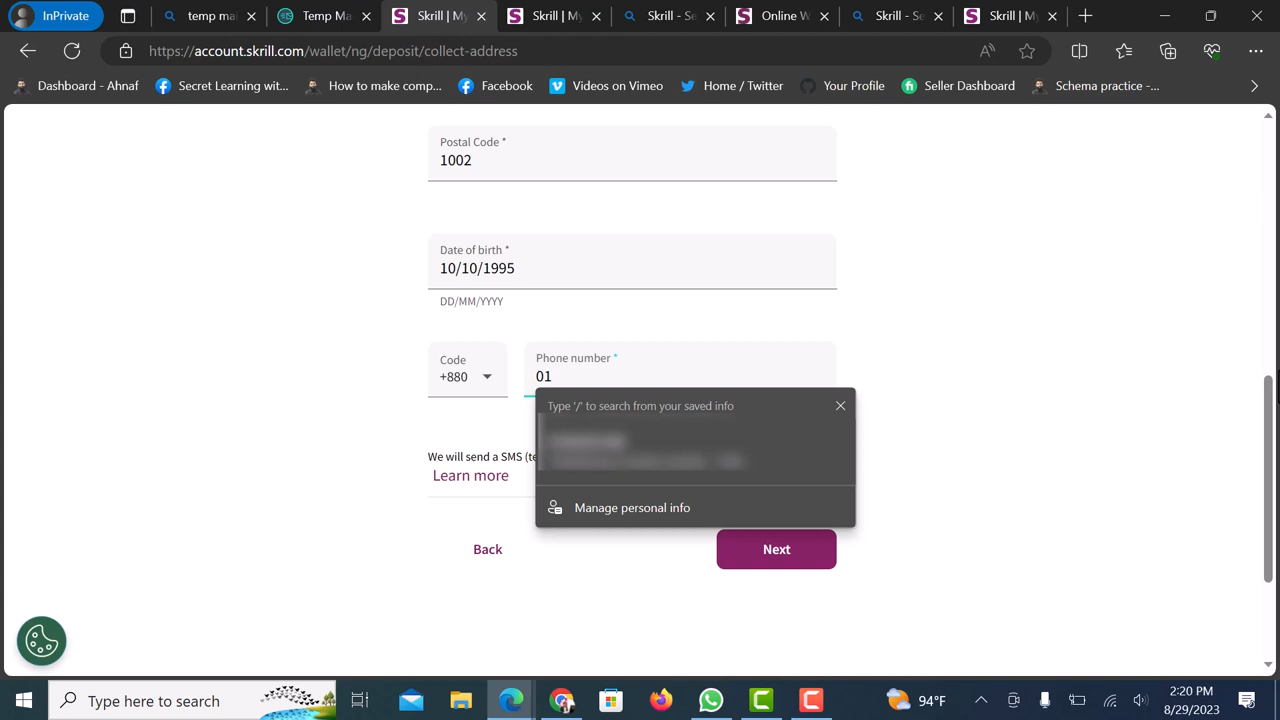 InPrivate
temp mai
Temp Ma
Skrill | My
Skrill | My
Skrill - Se
Online W
Skrill - Se
Skrill | My
https://account.skrill.com/wallet/ng/deposit/collect-address
Dashboard - Ahnaf
Secret Learning wit...
How to make comp...
Facebook
Videos on Vimeo
Home / Twitter
Your Profile
Seller Dashboard
Schema practice -...
Postal Code *
1002
Date of birth *
10/10/1995
DD/MM/YYYY
Code
+880
Phone number *
01
Type '/' to search from your saved info
We will send a SMS (te
Learn more
Manage personal info
Back
Next
Type here to search
94°F
2:20 PM
8/29/2023